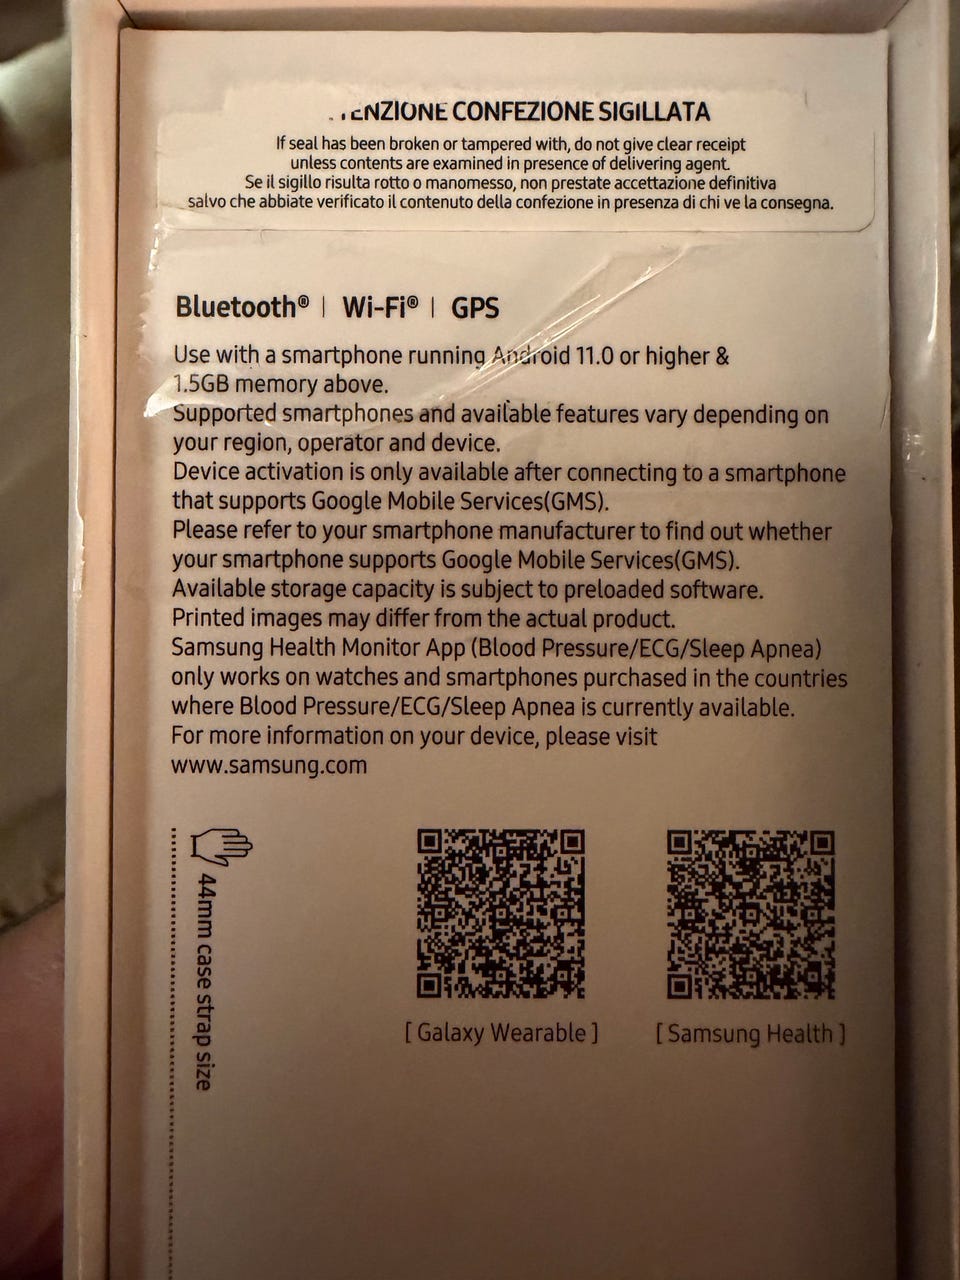 ENZIONE CONFEZIONE SIGILLATA
If seal has been broken or tampered with, do not give clear receipt
unless contents are examined in presence of delivering agent.
Se il sigillo risulta rotto o manomesso, non prestate accettazione definitiva
salvo che abbiate verificato il contenuto della confezione in presenza di chi ve la consegna.
Bluetooth® | Wi-Fi® | GPS
Use with a smartphone running Android 11.0 or higher &
1.5GB memory above.
Supported smartphones and available features vary depending on
your region, operator and device.
Device activation is only available after connecting to a smartphone
that supports Google Mobile Services(GMS).
Please refer to your smartphone manufacturer to find out whether
your smartphone supports Google Mobile Services(GMS).
Available storage capacity is subject to preloaded software.
Printed images may differ from the actual product.
Samsung Health Monitor App (Blood Pressure/ECG/Sleep Apnea)
only works on watches and smartphones purchased in the countries
where Blood Pressure/ECG/Sleep Apnea is currently available.
For more information on your device, please visit
www.samsung.com
44mm case strap size
[ Galaxy Wearable ]
[ Samsung Health ]